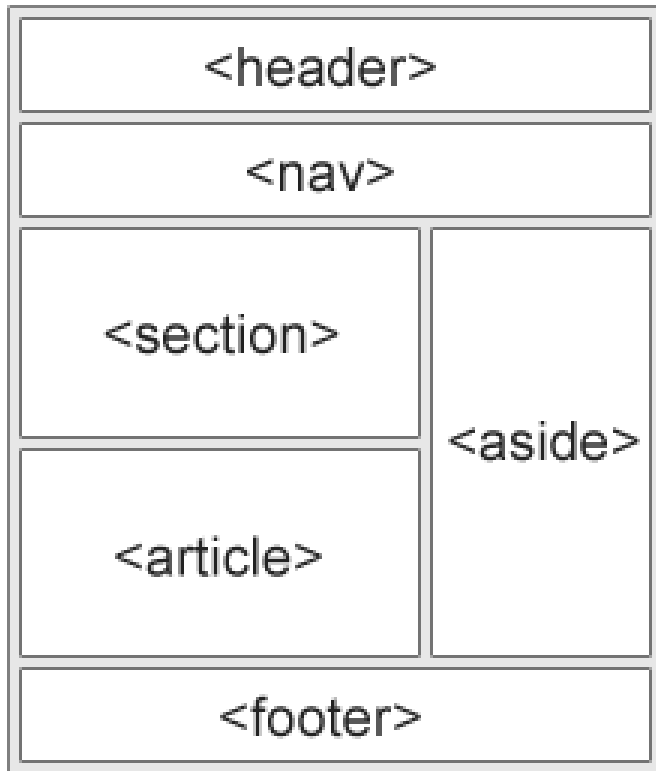 <header>
<nav>
<section>
<article>
<aside>
<footer>